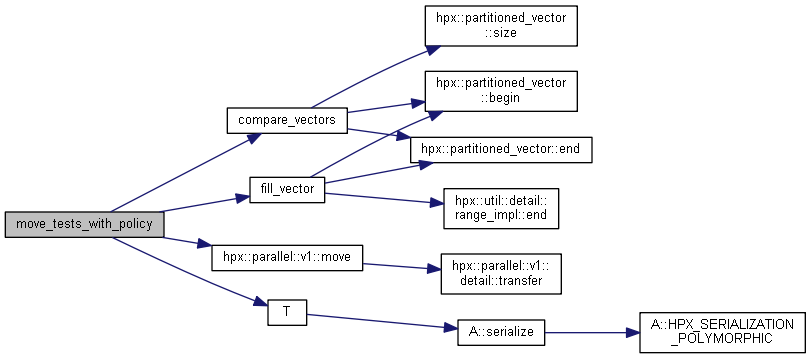 hpx::partitioned_vector
::size
hpx::partitioned_vector
::begin
compare_vectors
hpx::partitioned_vector::end
fill_vector
hpx::util::detail::
range_impl::end
move_tests_with_policy
hpx::parallel::v1::move
hpx::parallel::v1::
detail::transfer
T
A::serialize
A::HPX_SERIALIZATION
_POLYMORPHIC